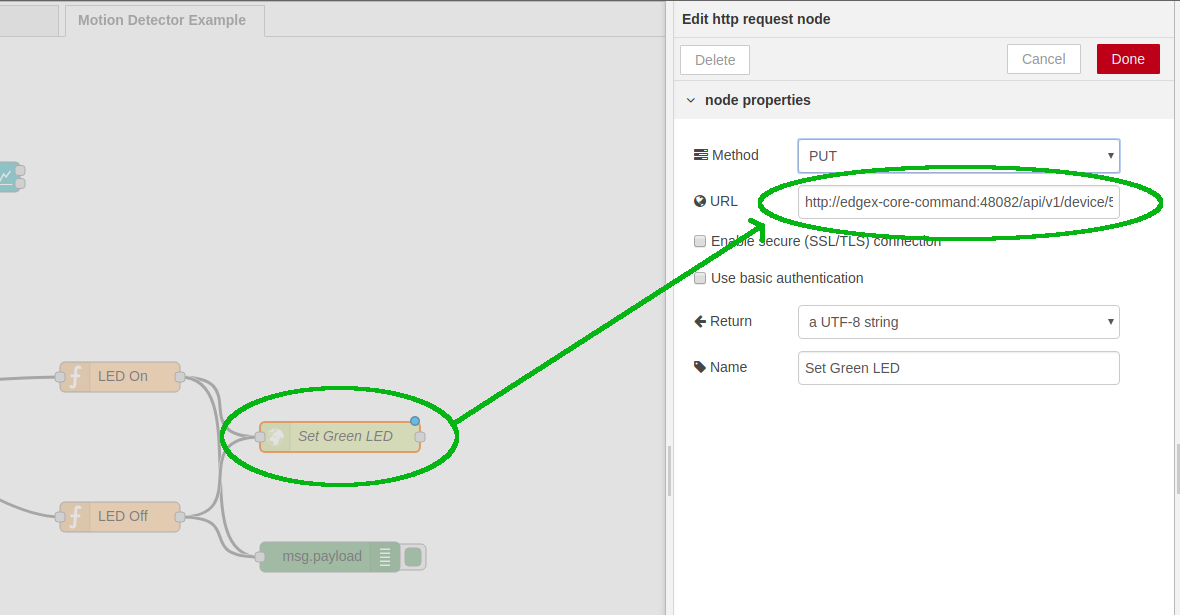 Motion Detector Example
LED On
Set Green LED
LED Off
msg.payload
Edit http request node
Delete
Cancel
Done
node properties
Method
PUT
URL
http://edgex-core-command:48082/api/v1/device/5
Enable secure (SSL/TLS) connection
Use basic authentication
Return
a UTF-8 string
Name
Set Green LED